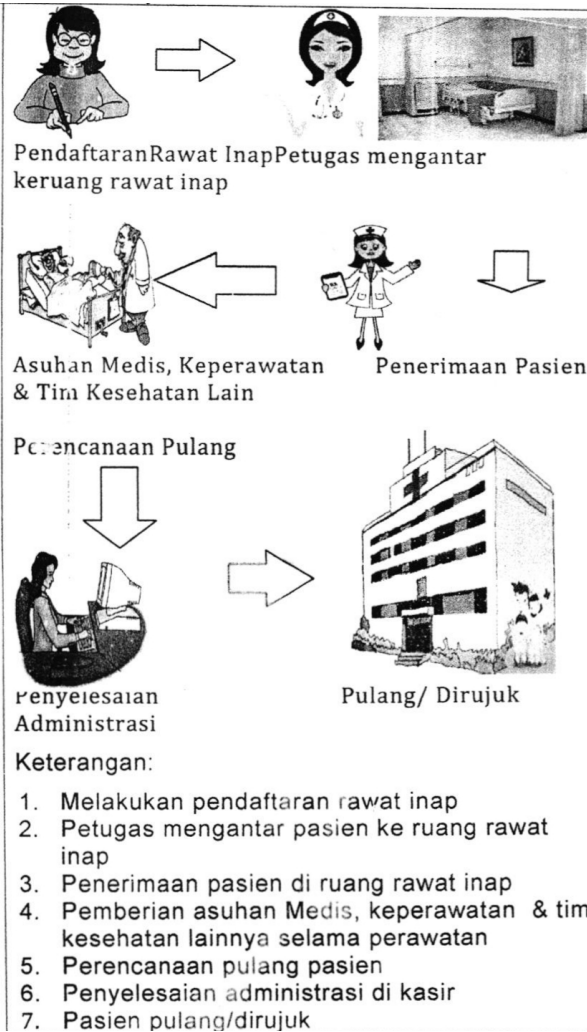 PendaftaranRawat InapPetugas mengantar
keruang rawat inap
Asuhan Medis, Keperawatan
& Tim Kesehatan Lain
Penerimaan Pasien
Perencanaan Pulang
Penyelesaian
Administrasi
Pulang/ Dirujuk
Keterangan:
1. Melakukan pendaftaran rawat inap
2. Petugas mengantar pasien ke ruang rawat
inap
3. Penerimaan pasien di ruang rawat inap
4. Pemberian asuhan Medis, keperawatan & tim
kesehatan lainnya selama perawatan
5. Perencanaan pulang pasien
6. Penyelesaian administrasi di kasir
7. Pasien pulang/dirujuk